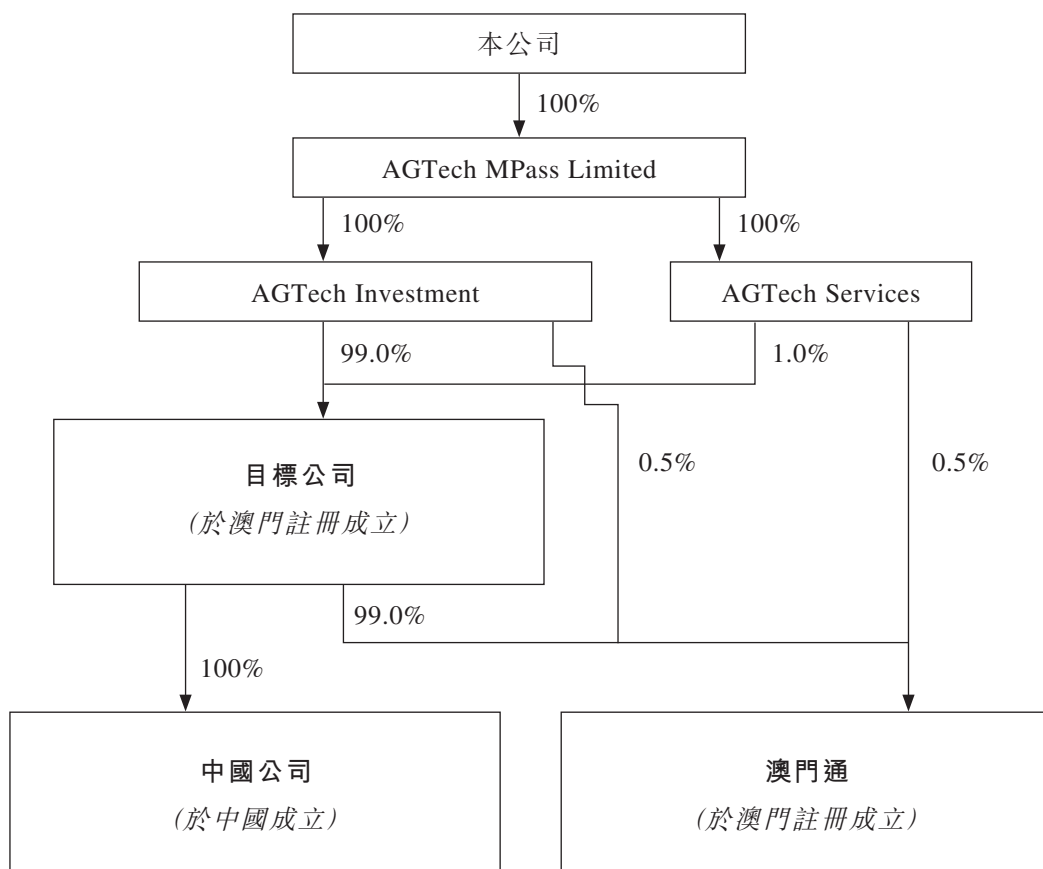 本公司
100%
AGTech MPass Limited
100%
100%
AGTech Investment
AGTech Services
99.0%
1.0%
目標公司
(於澳門註冊成立)
0.5%
0.5%
99.0%
100%
中國公司
(於中國成立)
澳門通
(於澳門註冊成立)